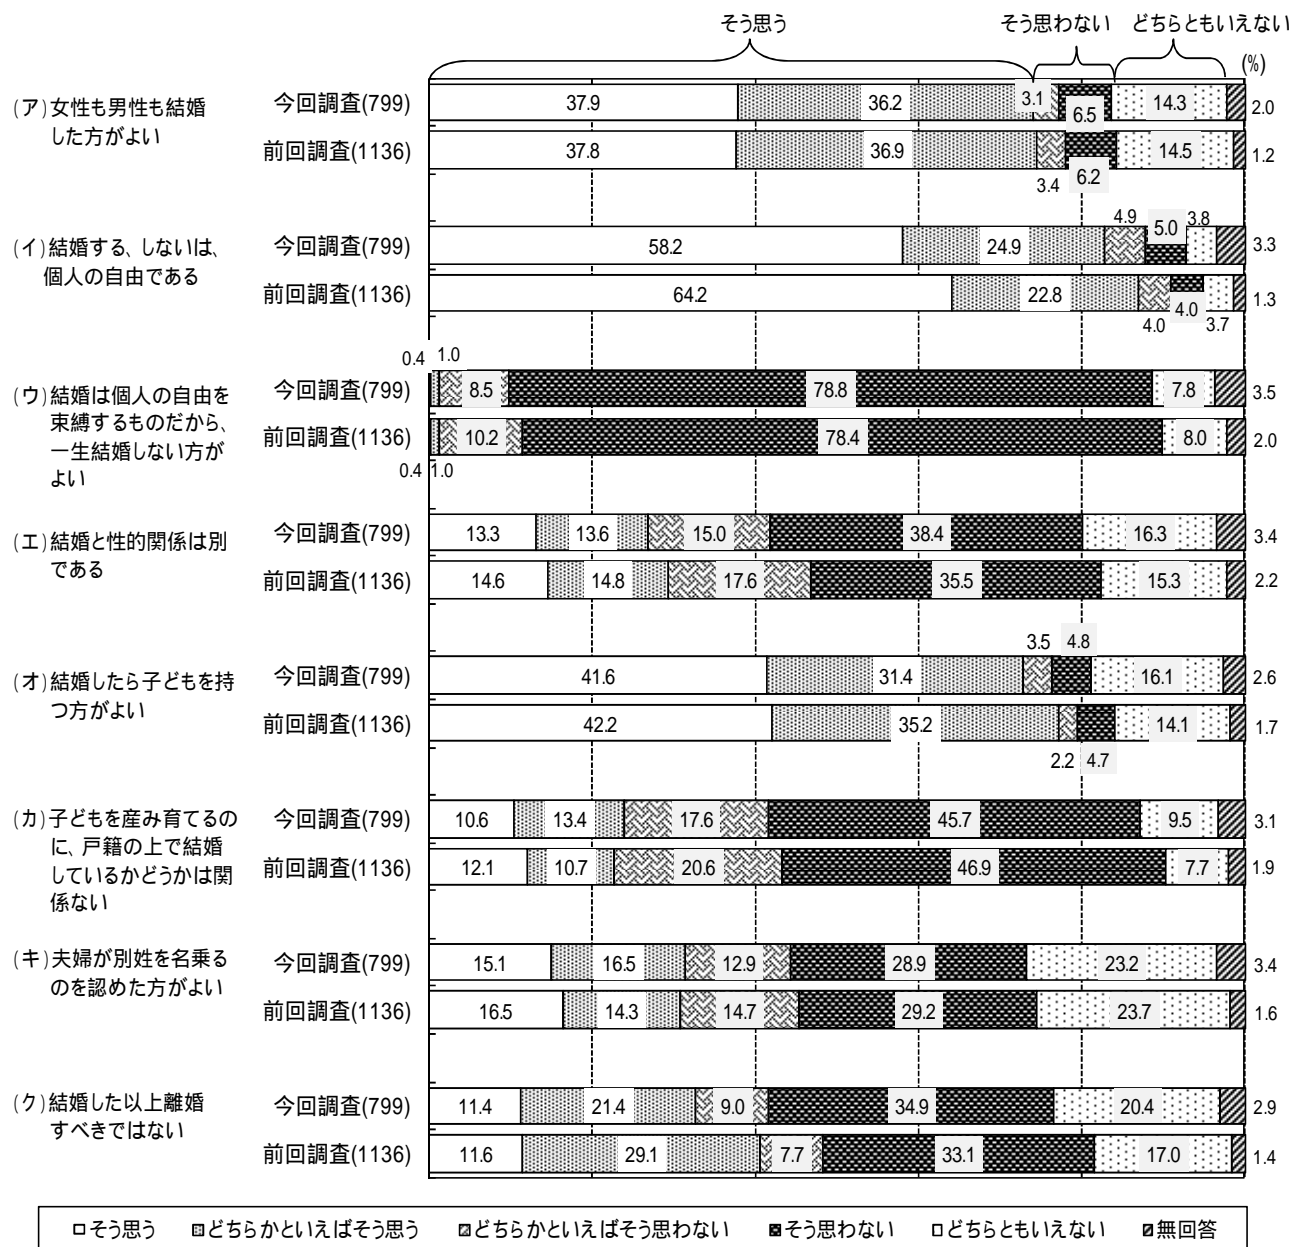 そう思う そう思わない どちらともいえない
(%)
(ア) 女性も男性も結婚
した方がよい
今回調査(799) 37.9 36.2 3.1 6.5 14.3 2.0
前回調査(1136) 37.8 36.9 3.4 6.2 14.5 1.2
(イ) 結婚する、しないは、
個人の自由である
今回調査(799) 58.2 24.9 4.9 5.0 3.8 3.3
前回調査(1136) 64.2 22.8 4.0 4.0 3.7 1.3
(ウ) 結婚は個人の自由を
束縛するものだから、
一生結婚しない方が
よい
今回調査(799) 0.4 1.0 8.5 78.8 7.8 3.5
前回調査(1136) 0.4 1.0 10.2 78.4 8.0 2.0
(エ) 結婚と性的関係は別
である
今回調査(799) 13.3 13.6 15.0 38.4 16.3 3.4
前回調査(1136) 14.6 14.8 17.6 35.5 15.3 2.2
(オ) 結婚したら子どもを持
つ方がよい
今回調査(799) 41.6 31.4 3.5 4.8 16.1 2.6
前回調査(1136) 42.2 35.2 2.2 4.7 14.1 1.7
(カ) 子どもを産み育てるの
に、戸籍の上で結婚
しているかどうかは関
係ない
今回調査(799) 10.6 13.4 17.6 45.7 9.5 3.1
前回調査(1136) 12.1 10.7 20.6 46.9 7.7 1.9
(キ) 夫婦が別姓を名乗る
のを認めた方がよい
今回調査(799) 15.1 16.5 12.9 28.9 23.2 3.4
前回調査(1136) 16.5 14.3 14.7 29.2 23.7 1.6
(ク) 結婚した以上離婚
すべきではない
今回調査(799) 11.4 21.4 9.0 34.9 20.4 2.9
前回調査(1136) 11.6 29.1 7.7 33.1 17.0 1.4
そう思う どちらかといえばそう思う どちらかといえばそう思わない そう思わない どちらともいえない 無回答